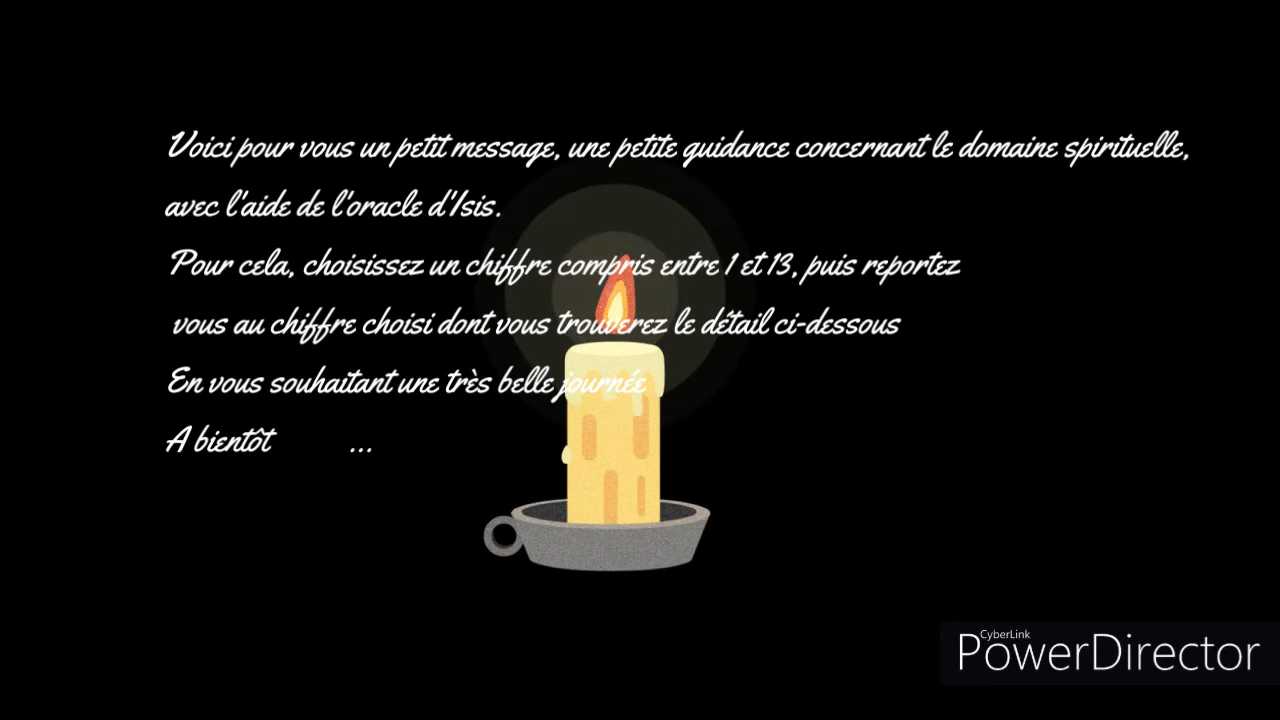 Voici pour vous un petit message, une petite guidance concernant le domaine spirituelle,
avec l'aide de l'oracle d'Isis.
Pour cela, choisissez un chiffre compris entre 1 et 13, puis reportez
vous au chiffre choisi dont vous trouverez le détail ci-dessous
En vous souhaitant une très belle journée
A bientôt ...
CyberLink
PowerDirector